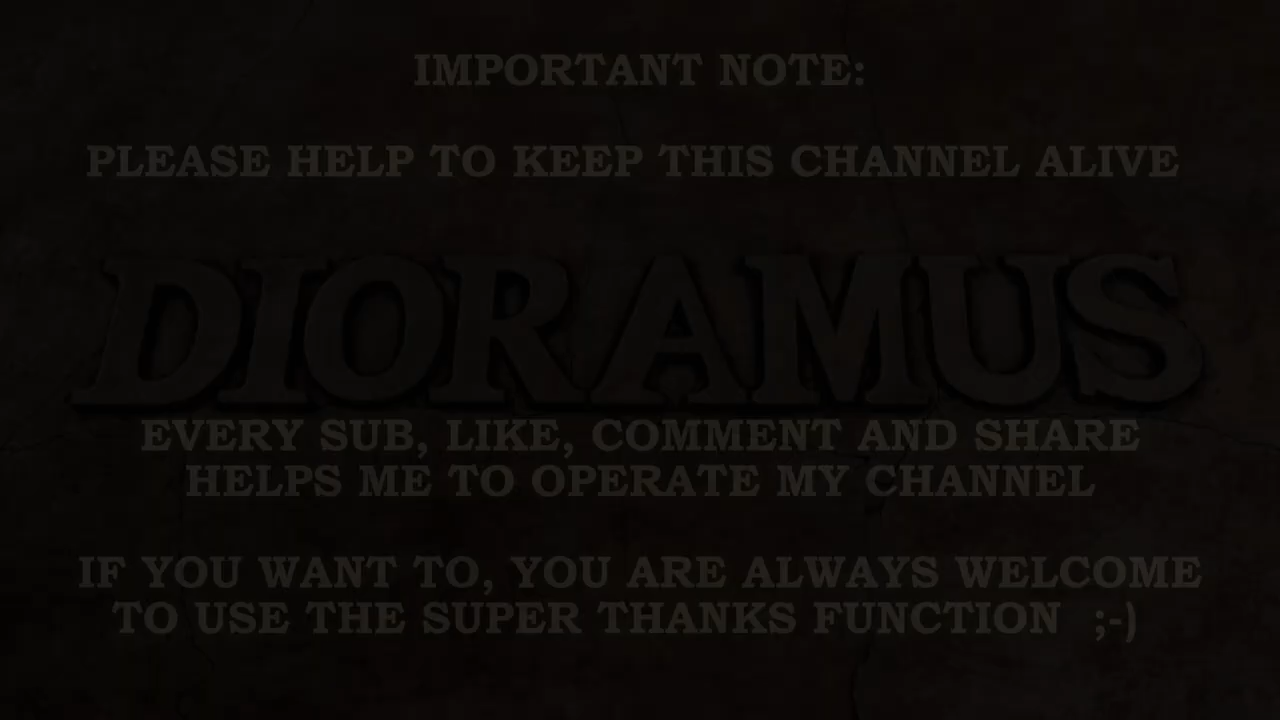 IMPORTANT NOTE:
PLEASE HELP TO KEEP THIS CHANNEL ALIVE
DIORAMUS
EVERY SUB, LIKE, COMMENT AND SHARE
HELPS ME TO OPERATE MY CHANNEL
IF YOU WANT TO, YOU ARE ALWAYS WELCOME
TO USE THE SUPER THANKS FUNCTION ;-)